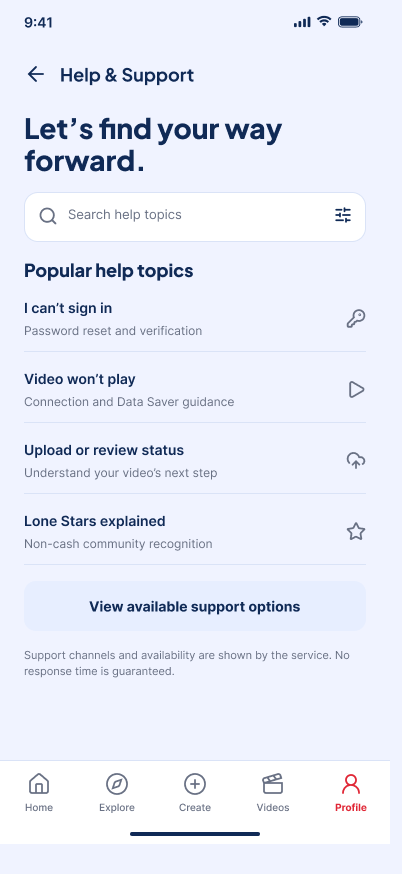 9:41
Help & Support
Let’s find your way
forward.
Search help topics
Popular help topics
I can’t sign in
Password reset and verification
Video won’t play
Connection and Data Saver guidance
Upload or review status
Understand your video’s next step
Lone Stars explained
Non-cash community recognition
View available support options
Support channels and availability are shown by the service. No
response time is guaranteed.
Home
Explore
Create
Videos
Profile